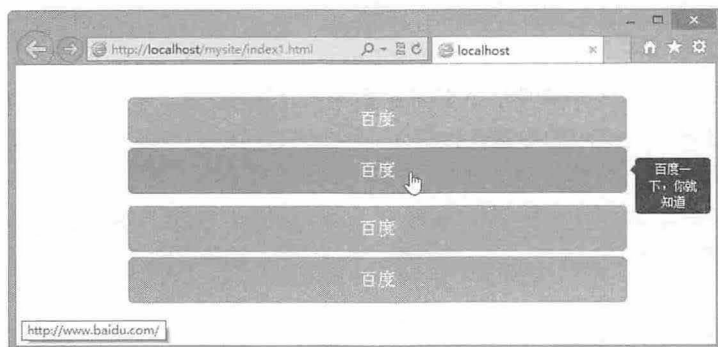 http://localhost/mysite/index1.html
localhost
百度
百度
百度一
下，你就
知道
百度
百度
http://www.baidu.com/